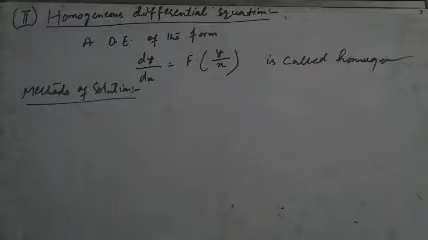 (II) Homogeneous differential Equation:-
A D.E. of the form
dy/dx = F (y/x) is called homogen
Methods of Solution:-